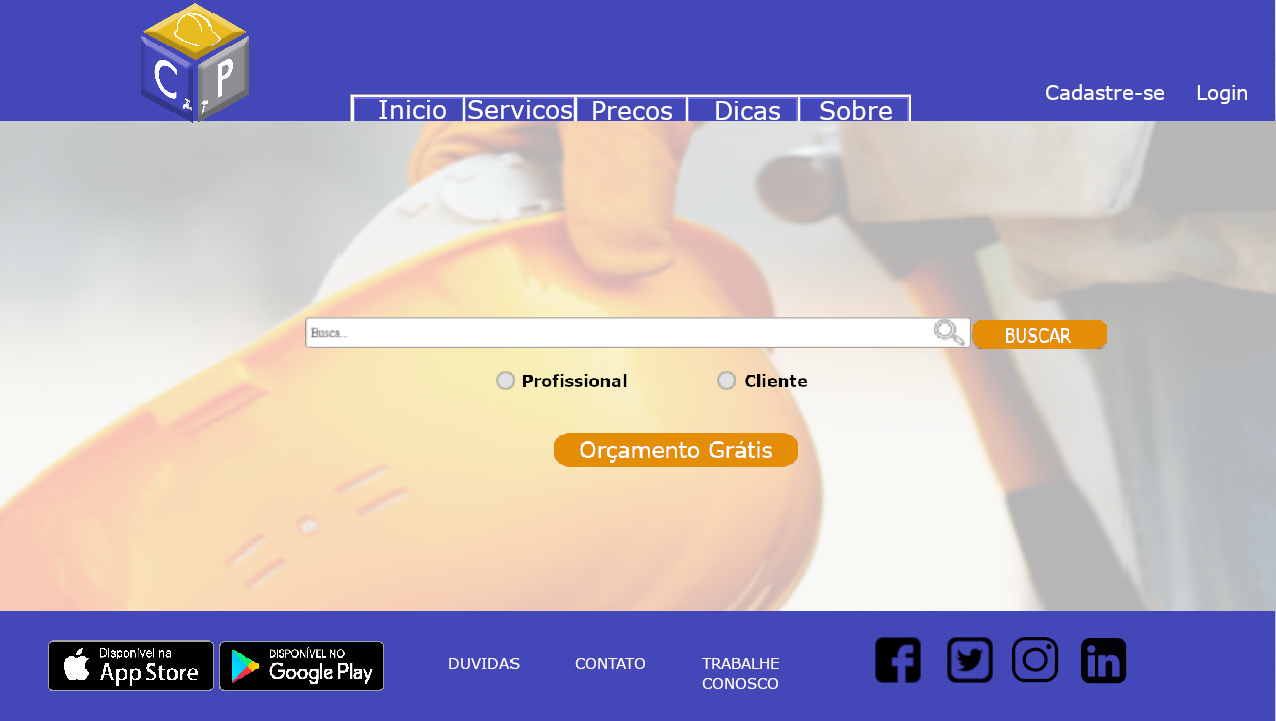 C P
Inicio Servicos Precos Dicas Sobre
Cadastre-se Login
Busca..
BUSCAR
Profissional Cliente
Orçamento Grátis
Disponível na
App Store
DISPONÍVEL NO
Google Play
DUVIDAS
CONTATO
TRABALHE
CONOSCO